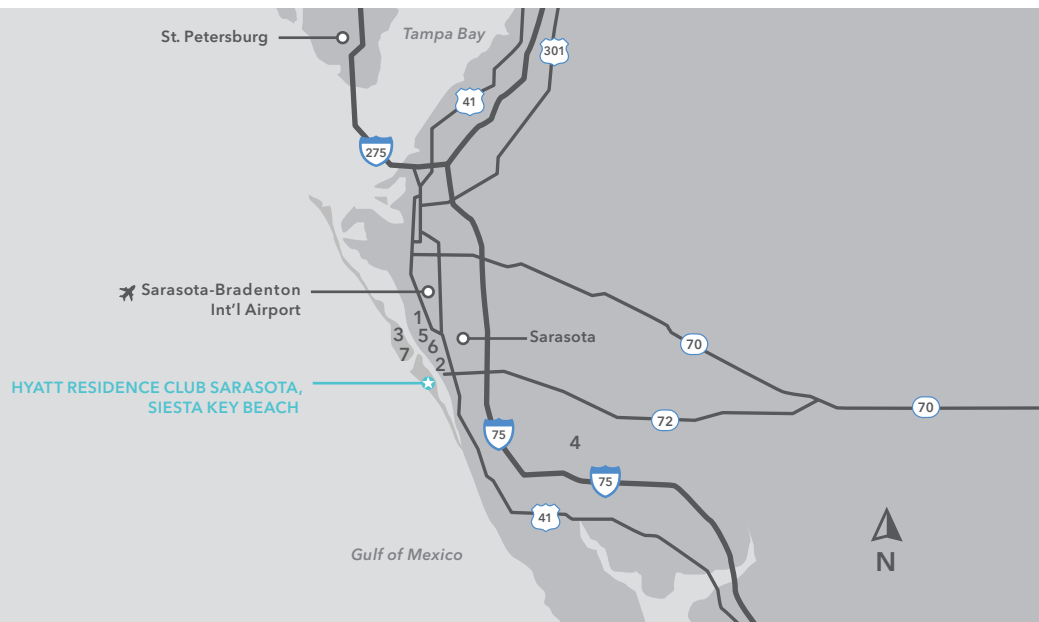 St. Petersburg
Tampa Bay
301
41
275
Sarasota-Bradenton
Int'l Airport
1
3
5
6
7
2
Sarasota
70
HYATT RESIDENCE CLUB SARASOTA,
SIESTA KEY BEACH
70
72
75
4
75
41
Gulf of Mexico
N